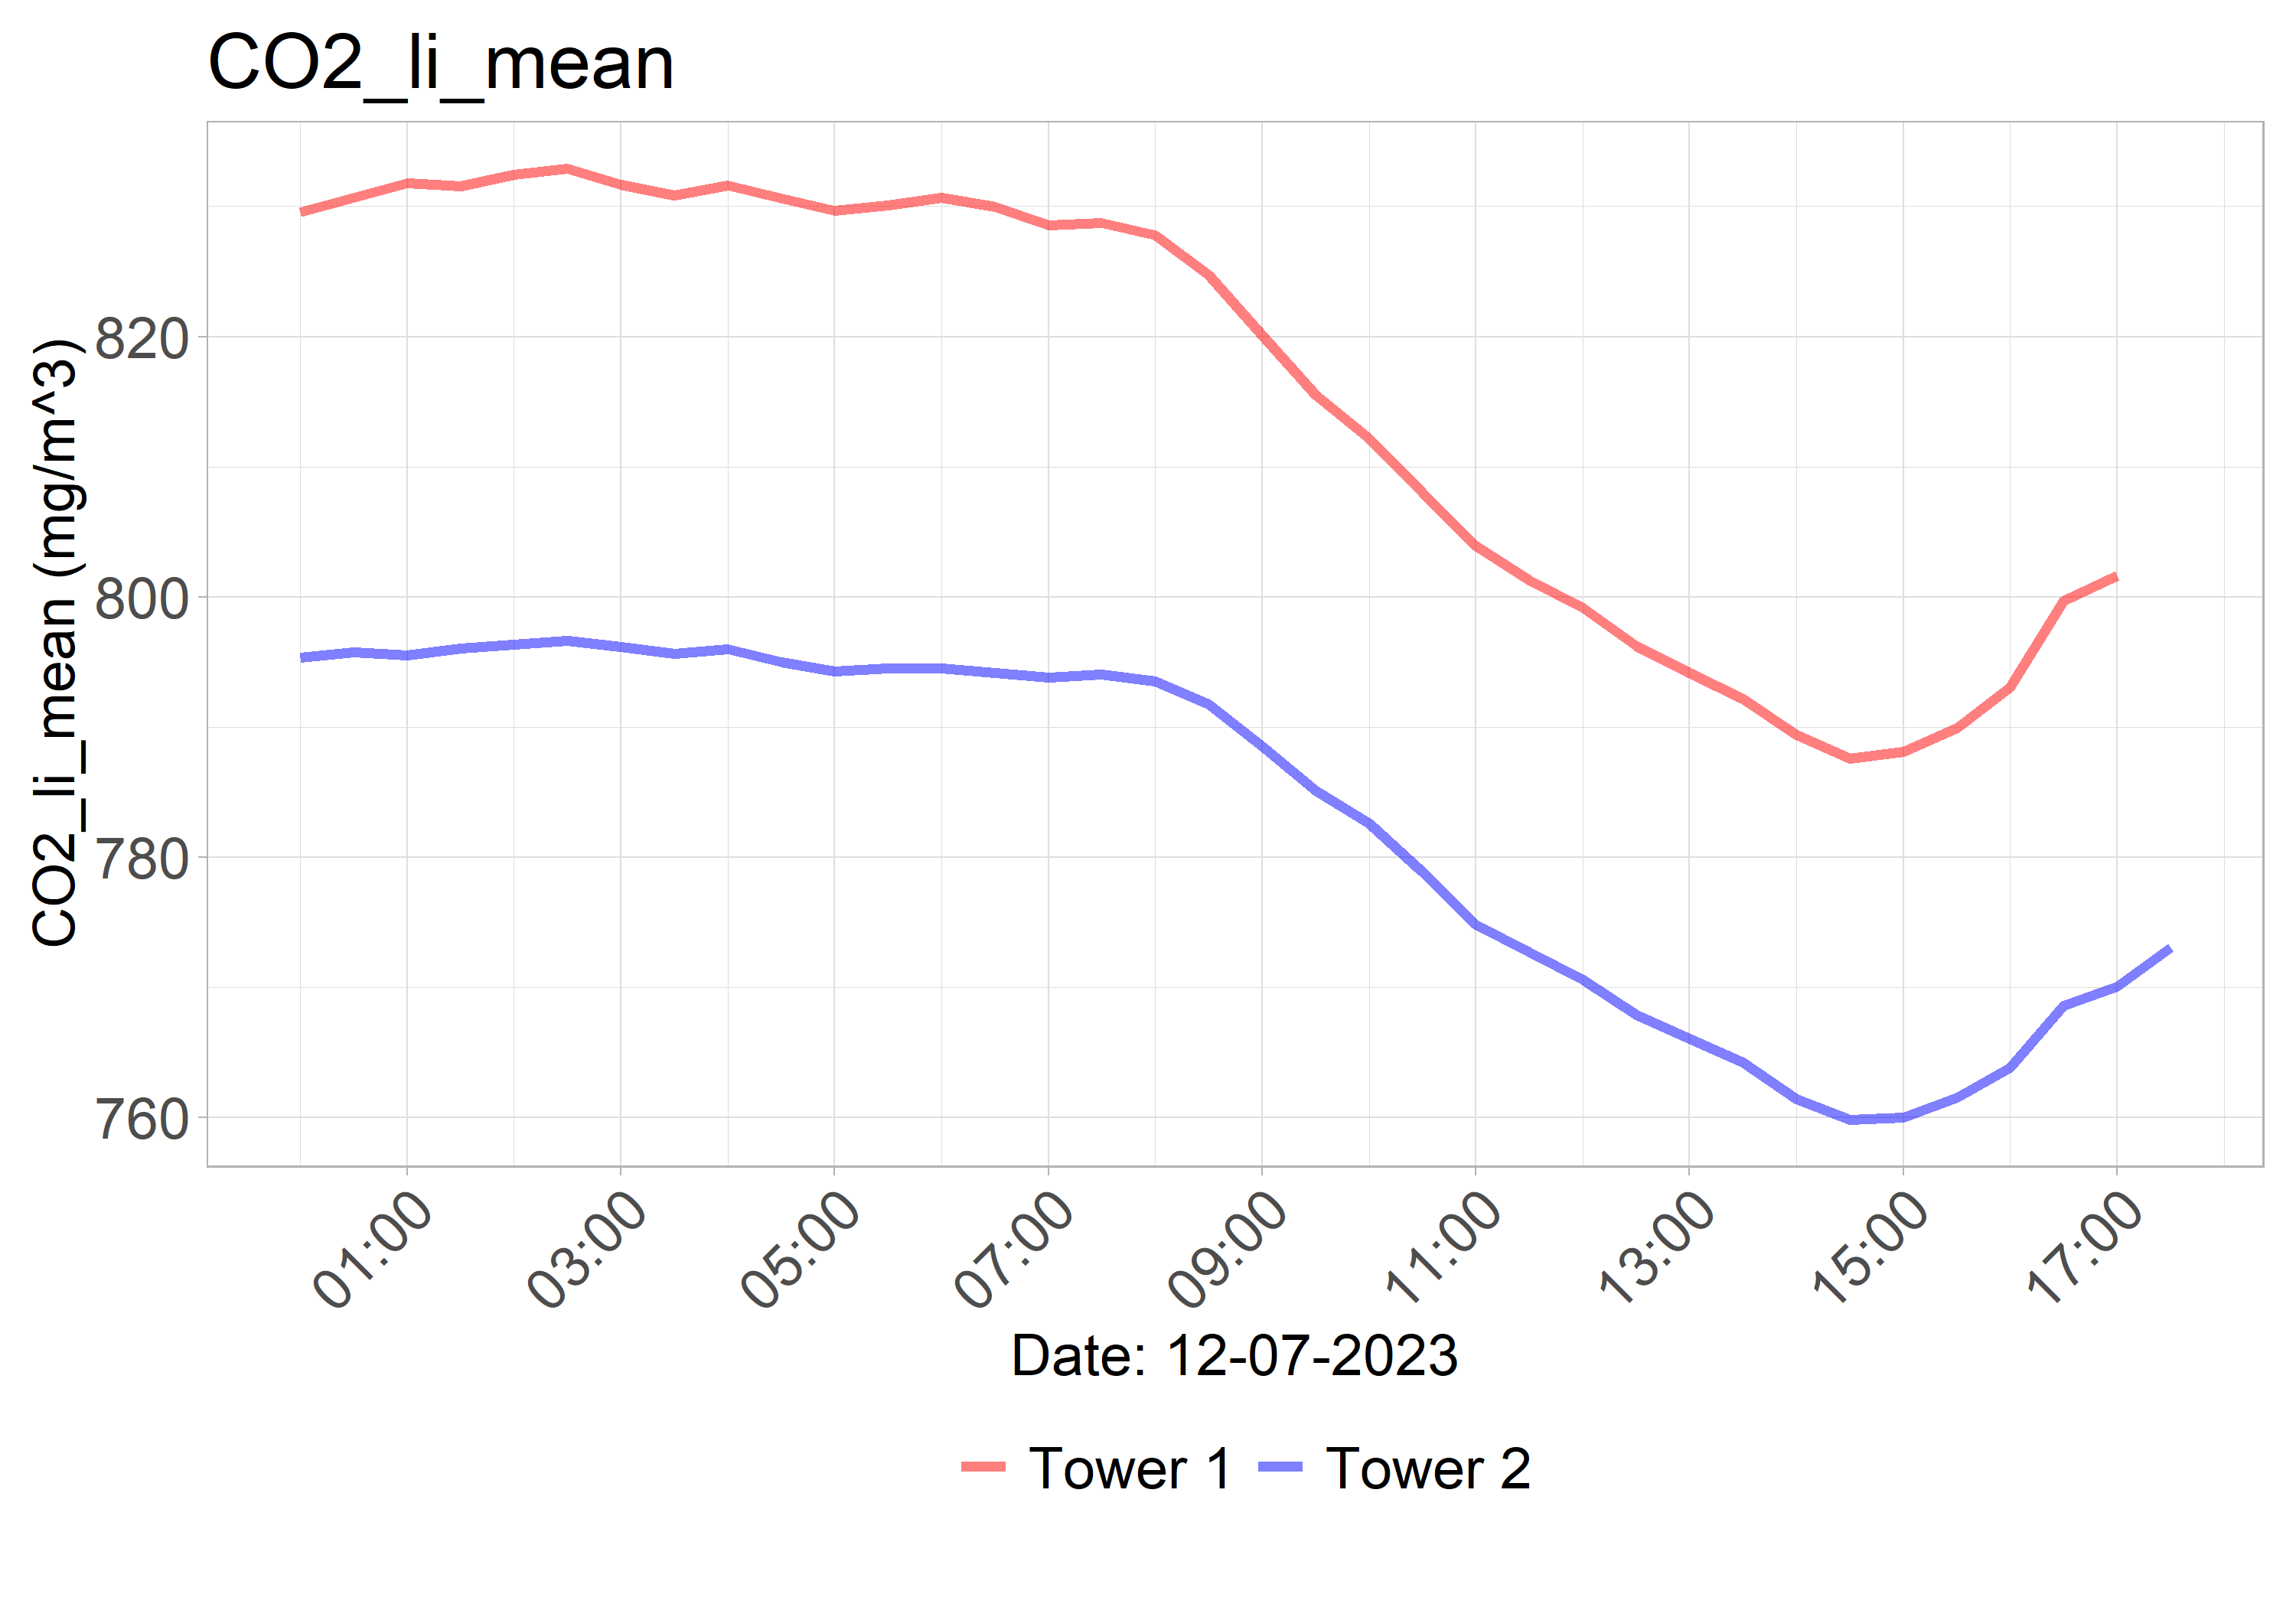 CO2_li_mean
CO2_li_mean (mg/m^3)
820
800
780
760
01:00 03:00 05:00 07:00 09:00 11:00 13:00 15:00 17:00
Date: 12-07-2023
Tower 1 Tower 2